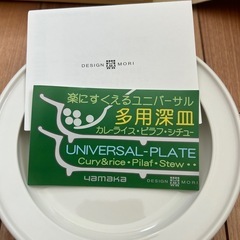 DESIGN MORI
楽にすくえるユニバーサル
多用深皿
カレーライス・ピラフ・シチュー
UNIVERSAL-PLATE
Cury&rice・Pilaf・Stew・・
yamaka
DESIGN MORI